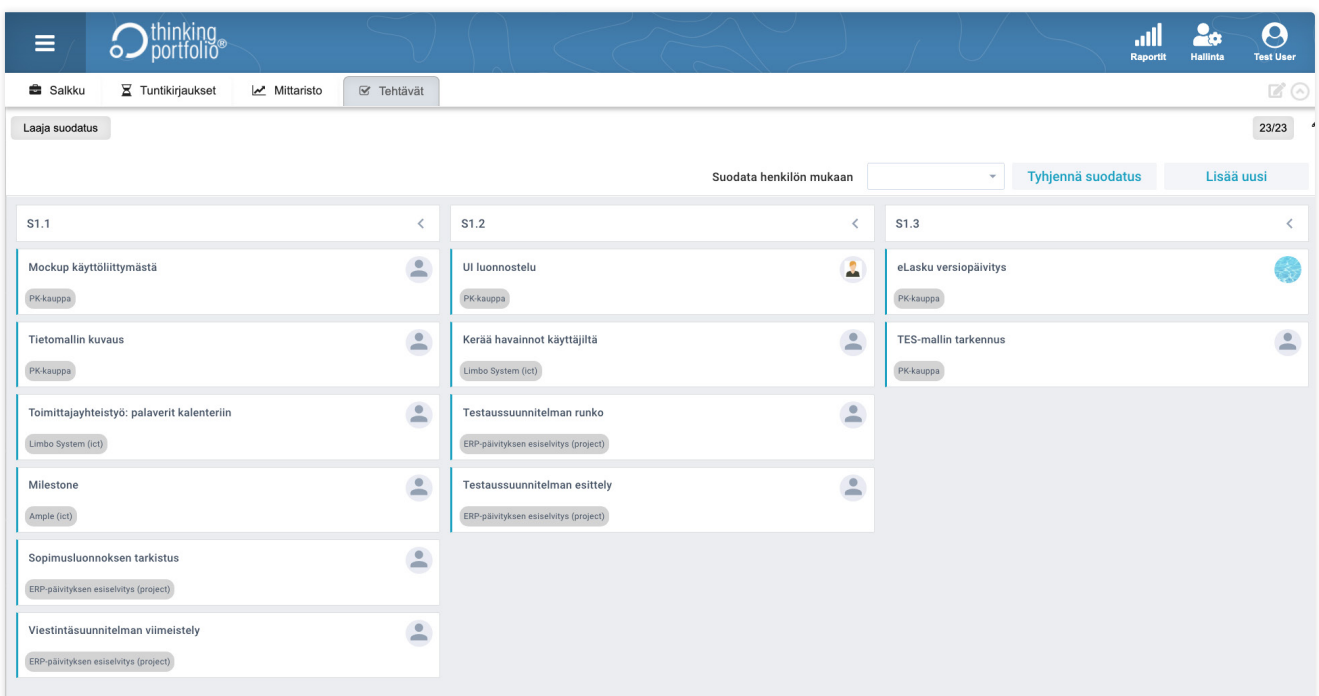 thinking
portfolio®
Raportit
Hallinta
Test User
Salkku
Tuntikirjaukset
Mittaristo
Tehtävät
Laaja suodatus
23/23
Suodata henkilön mukaan
Tyhjennä suodatus
Lisää uusi
S1.1
Mockup käyttöliittymästä
PK-kauppa
Tietomallin kuvaus
PK-kauppa
Toimittajayhteistyö: palaverit kalenteriin
Limbo System (ict)
Milestone
Ample (ict)
Sopimusluonnoksen tarkistus
ERP-päivityksen esiselvitys (project)
Viestintäsuunnitelman viimeistely
ERP-päivityksen esiselvitys (project)
S1.2
UI luonnostelu
PK-kauppa
Kerää havainnot käyttäjiltä
Limbo System (ict)
Testaussuunnitelman runko
ERP-päivityksen esiselvitys (project)
Testaussuunnitelman esittely
ERP-päivityksen esiselvitys (project)
S1.3
eLasku versiopäivitys
PK-kauppa
TES-mallin tarkennus
PK-kauppa